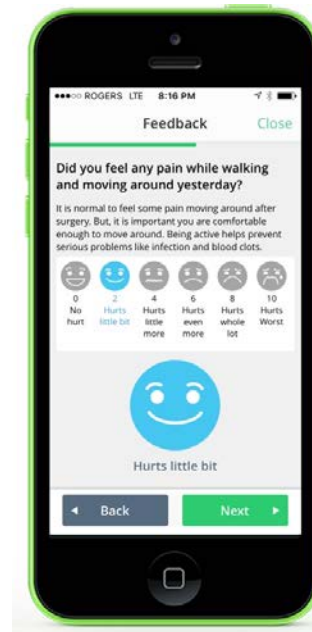 ROGERS LTE 8:16 PM
Feedback Close
Did you feel any pain while walking
and moving around yesterday?
It is normal to feel some pain moving around after
surgery. But, it is important you are comfortable
enough to move around. Being active helps prevent
serious problems like infection and blood clots.
0 2 4 6 8 10
No Hurts Hurts Hurts Hurts Hurts
hurt little bit little even whole Worst
more more lot
Hurts little bit
Back Next